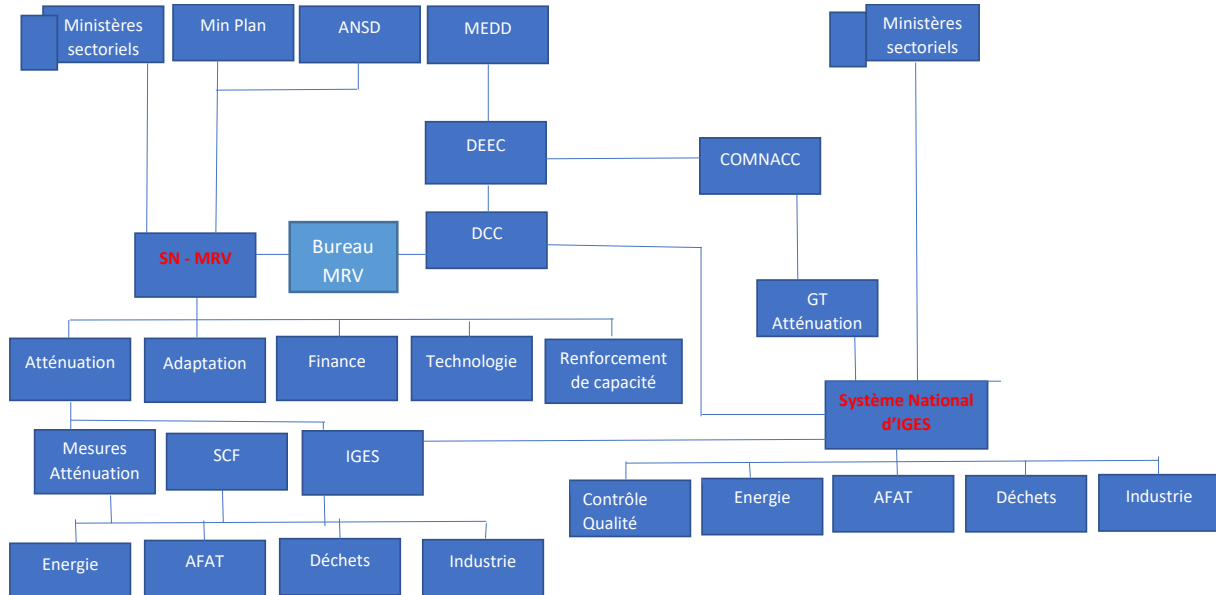 Ministères
sectoriels
Min Plan
ANSD
MEDD
Ministères
sectoriels
DEEC
COMNACC
SN - MRV
Bureau
MRV
DCC
GT
Atténuation
Atténuation
Adaptation
Finance
Technologie
Renforcement
de capacité
Système National
d’IGES
Mesures
Atténuation
SCF
IGES
Contrôle
Qualité
Energie
AFAT
Déchets
Industrie
Energie
AFAT
Déchets
Industrie